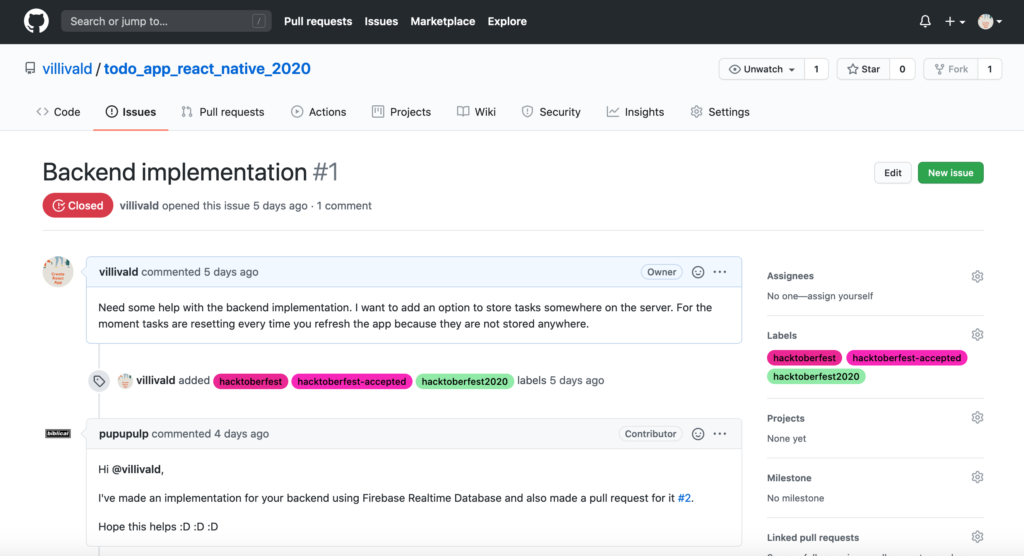 Search or jump to... /
Pull requests Issues Marketplace Explore
villivald / todo_app_react_native_2020
Unwatch 1 Star 0 Fork 1
Code Issues Pull requests Actions Projects Wiki Security Insights Settings
Backend implementation #1
Edit New issue
Closed villivald opened this issue 5 days ago · 1 comment
Create
React
App
villivald commented 5 days ago Owner
Need some help with the backend implementation. I want to add an option to store tasks somewhere on the server. For the
moment tasks are resetting every time you refresh the app because they are not stored anywhere.
villivald added hacktoberfest hacktoberfest-accepted hacktoberfest2020 labels 5 days ago
biblical
pupupulp commented 4 days ago Contributor
Hi @villivald,
I've made an implementation for your backend using Firebase Realtime Database and also made a pull request for it #2.
Hope this helps :D :D :D
Assignees
No one—assign yourself
Labels
hacktoberfest hacktoberfest-accepted
hacktoberfest2020
Projects
None yet
Milestone
No milestone
Linked pull requests